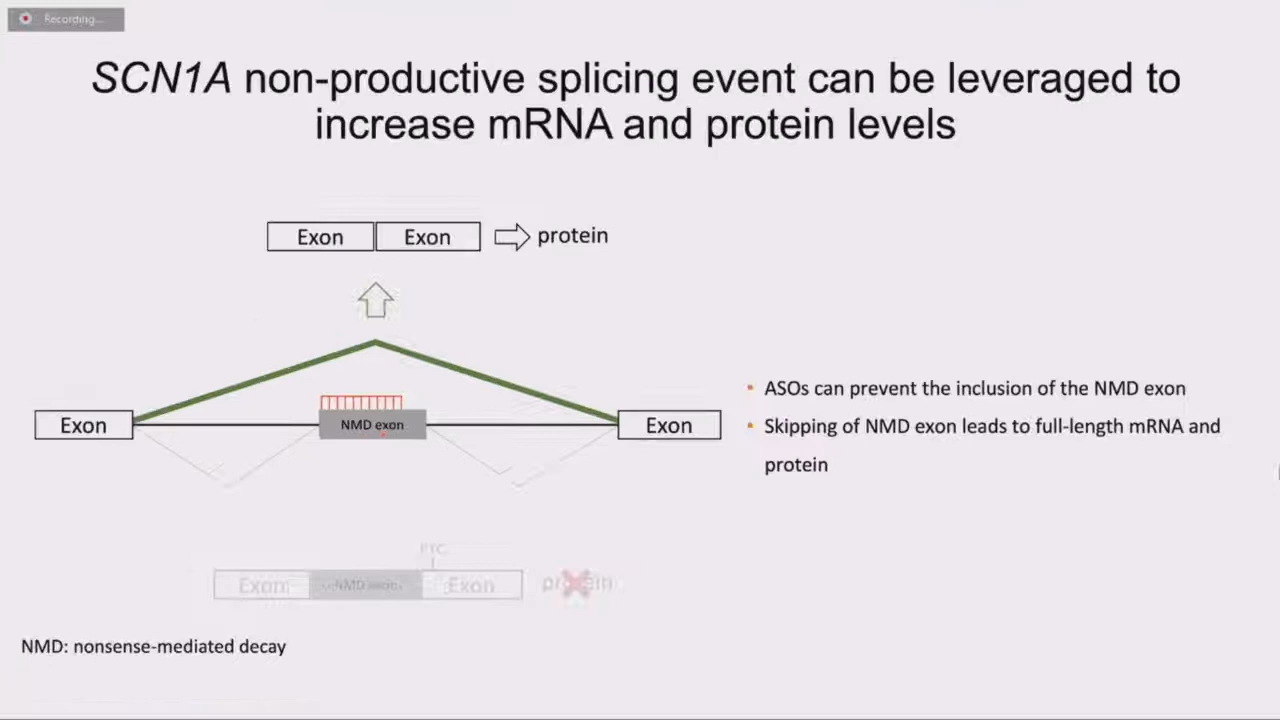 Recording...
SCN1A non-productive splicing event can be leveraged to
increase mRNA and protein levels
Exon Exon protein
Exon NMD exon Exon
• ASOs can prevent the inclusion of the NMD exon
• Skipping of NMD exon leads to full-length mRNA and
protein
PTC
Exon NMD exon Exon protein
NMD: nonsense-mediated decay